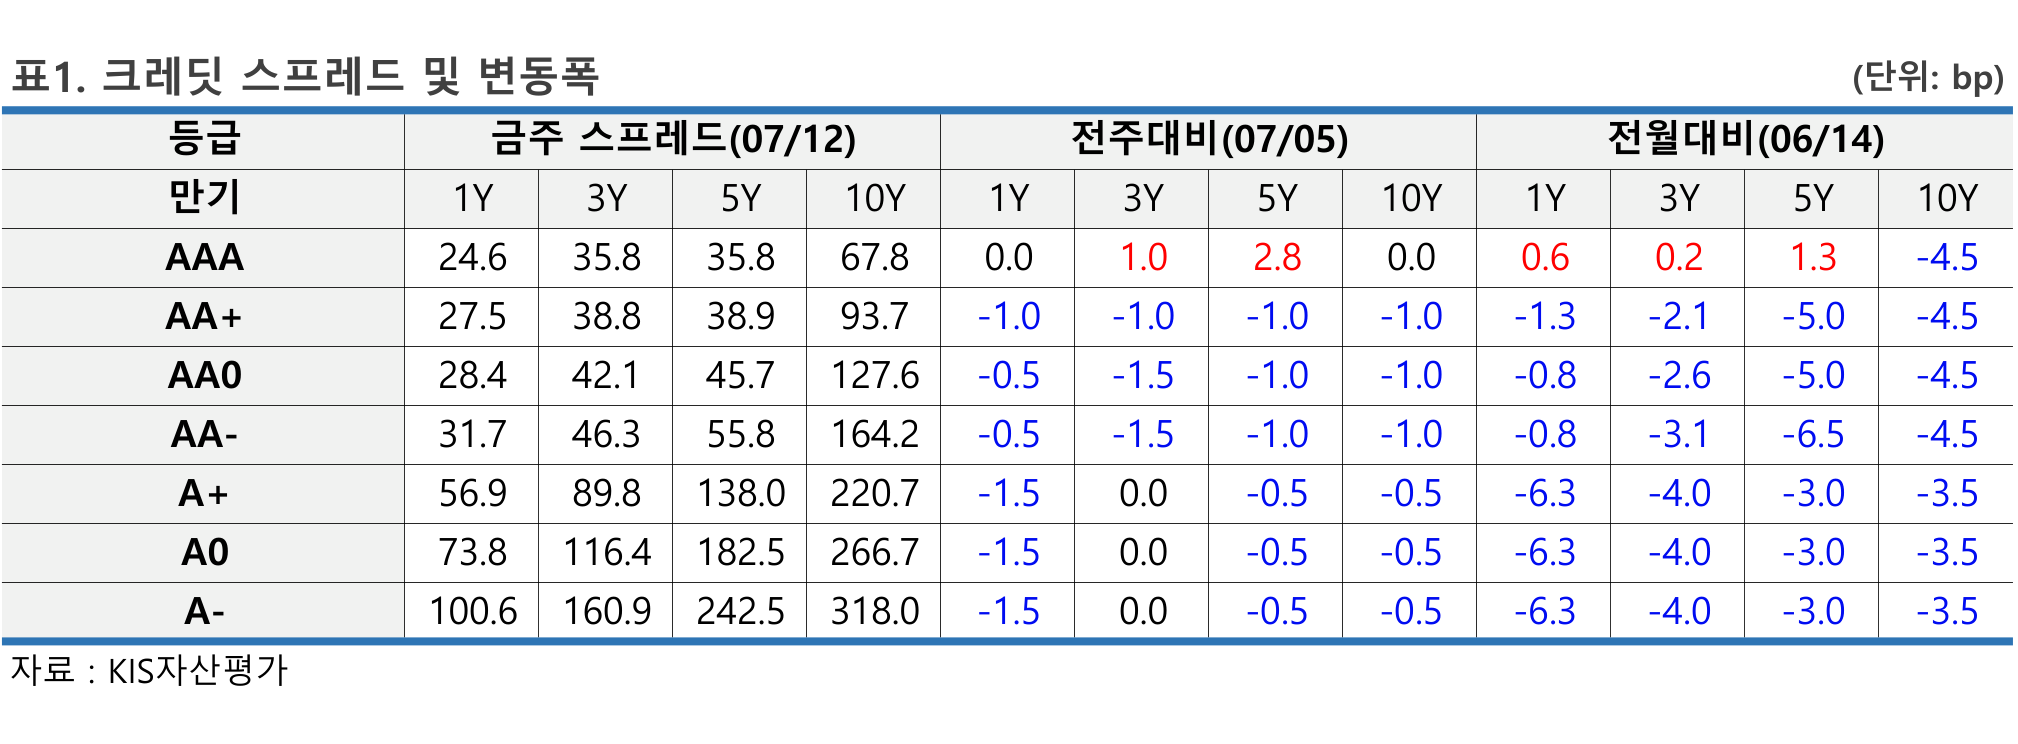 표1. 크레딧 스프레드 및 변동폭 (단위: bp)
등급 금주 스프레드(07/12) 전주대비(07/05) 전월대비(06/14)
만기 1Y 3Y 5Y 10Y 1Y 3Y 5Y 10Y 1Y 3Y 5Y 10Y
AAA 24.6 35.8 35.8 67.8 0.0 1.0 2.8 0.0 0.6 0.2 1.3 -4.5
AA+ 27.5 38.8 38.9 93.7 -1.0 -1.0 -1.0 -1.0 -1.3 -2.1 -5.0 -4.5
AA0 28.4 42.1 45.7 127.6 -0.5 -1.5 -1.0 -1.0 -0.8 -2.6 -5.0 -4.5
AA- 31.7 46.3 55.8 164.2 -0.5 -1.5 -1.0 -1.0 -0.8 -3.1 -6.5 -4.5
A+ 56.9 89.8 138.0 220.7 -1.5 0.0 -0.5 -0.5 -6.3 -4.0 -3.0 -3.5
A0 73.8 116.4 182.5 266.7 -1.5 0.0 -0.5 -0.5 -6.3 -4.0 -3.0 -3.5
A- 100.6 160.9 242.5 318.0 -1.5 0.0 -0.5 -0.5 -6.3 -4.0 -3.0 -3.5
자료 : KIS자산평가